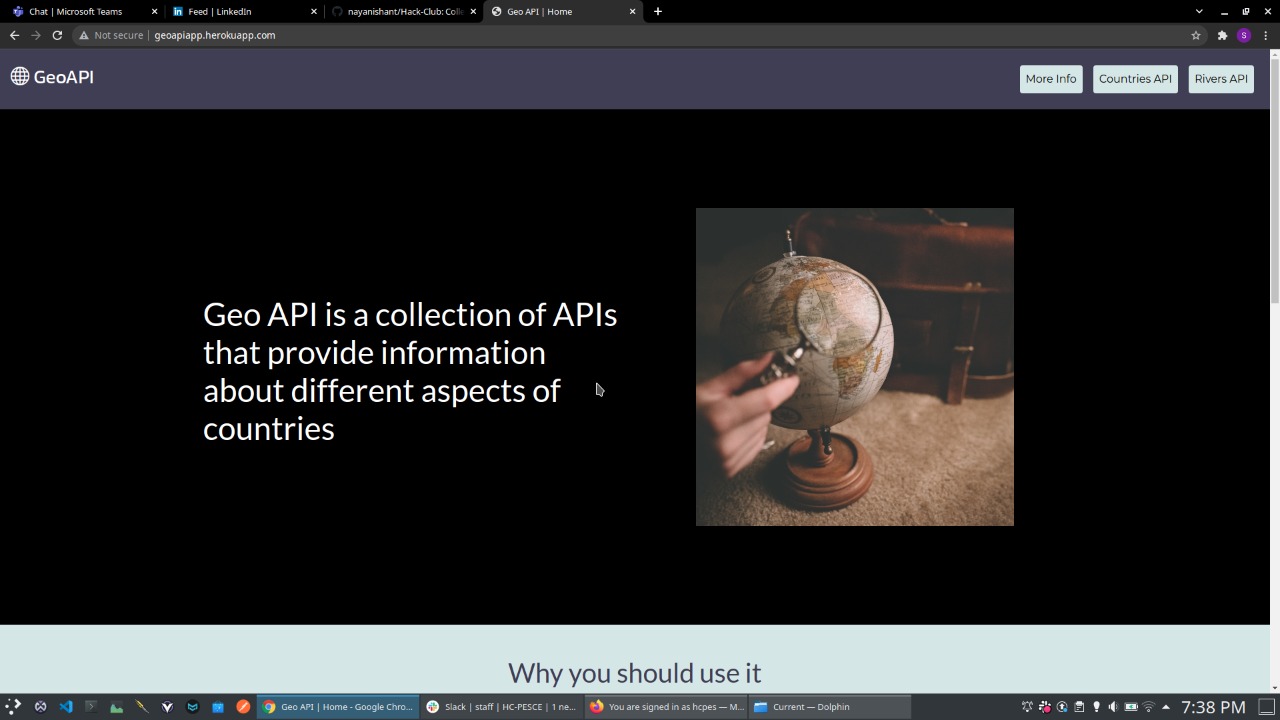 Chat | Microsoft Teams
Feed | LinkedIn
nayanishant/Hack-Club: Colle
Geo API | Home
Not secure | geoapiapp.herokuapp.com
S
GeoAPI
More Info
Countries API
Rivers API
Geo API is a collection of APIs
that provide information
about different aspects of
countries
Why you should use it
Geo API | Home - Google Chro...
Slack | staff | HC-PESCE | 1 ne...
You are signed in as hcpes — M...
Current — Dolphin
7:38 PM